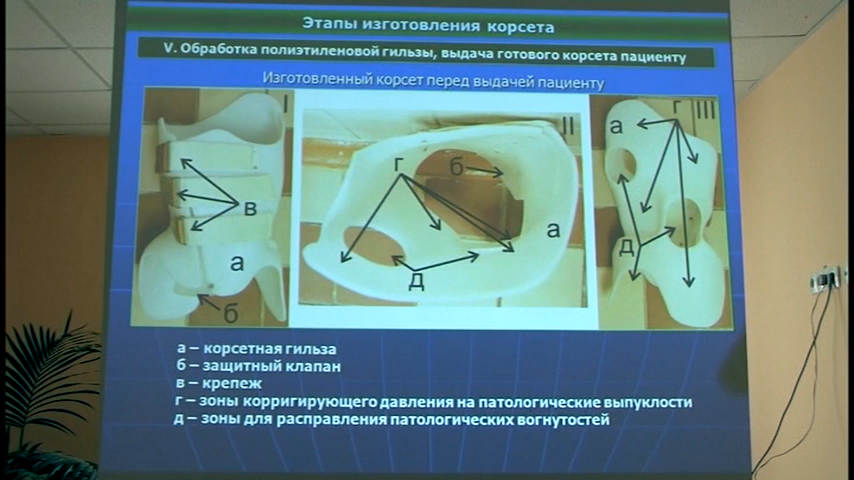 Этапы изготовления корсета
V. Обработка полиэтиленовой гильзы, выдача готового корсета пациенту
Изготовленный корсет перед выдачей пациенту
I
II
III
в
а
б
г
б
а
д
а
г
д
а – корсетная гильза
б – защитный клапан
в – крепеж
г – зоны корригирующего давления на патологические выпуклости
д – зоны для расправления патологических вогнутостей